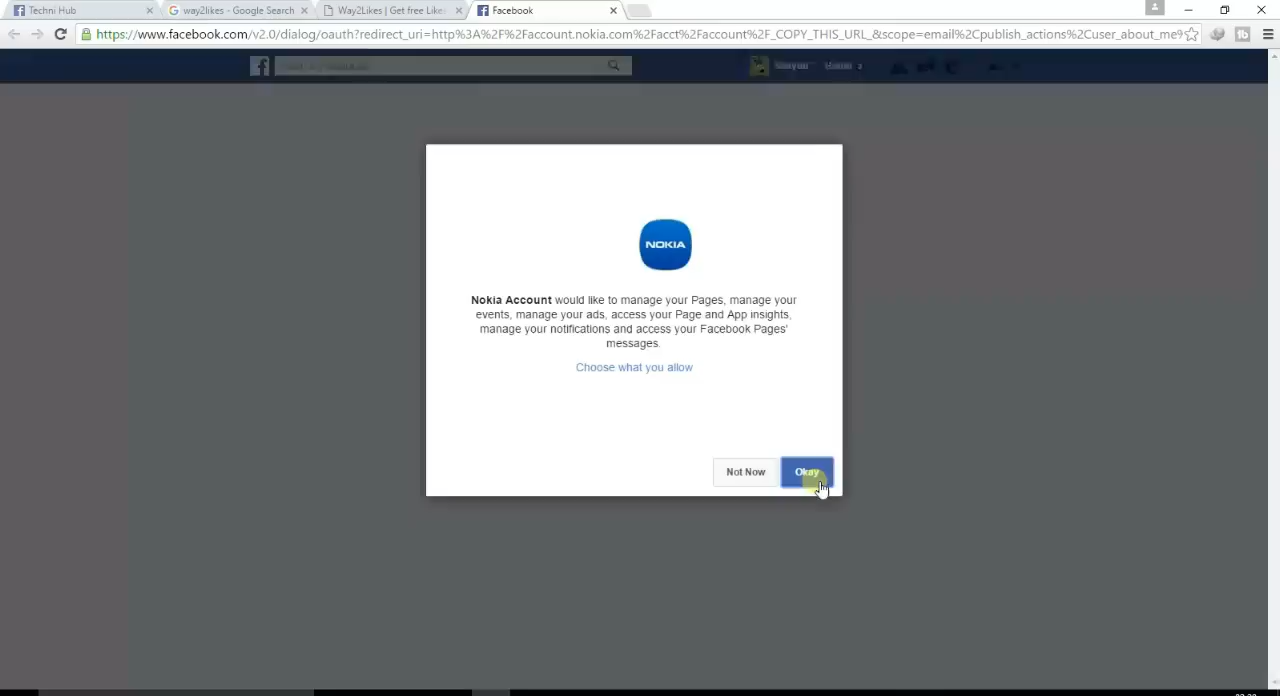 Techni Hub
way2likes - Google Search
Way2Likes | Get free Like
Facebook
https://www.facebook.com/v2.0/dialog/oauth?redirect_uri=http%3A%2F%2Faccount.nokia.com%2Facct%2Faccount%2F_COPY_THIS_URL_&scope=email%2Cpublish_actions%2Cuser_about_me%
NOKIA
Nokia Account would like to manage your Pages, manage your
events, manage your ads, access your Page and App insights,
manage your notifications and access your Facebook Pages'
messages.
Choose what you allow
Not Now
Okay